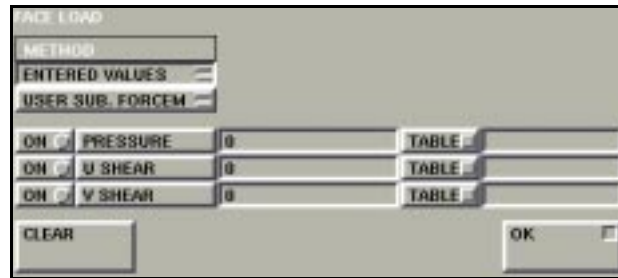 FACE LOAD
METHOD
ENTERED VALUES
USER SUB. FORCEM
ON PRESSURE 0 TABLE
ON U SHEAR 0 TABLE
ON V SHEAR 0 TABLE
CLEAR OK